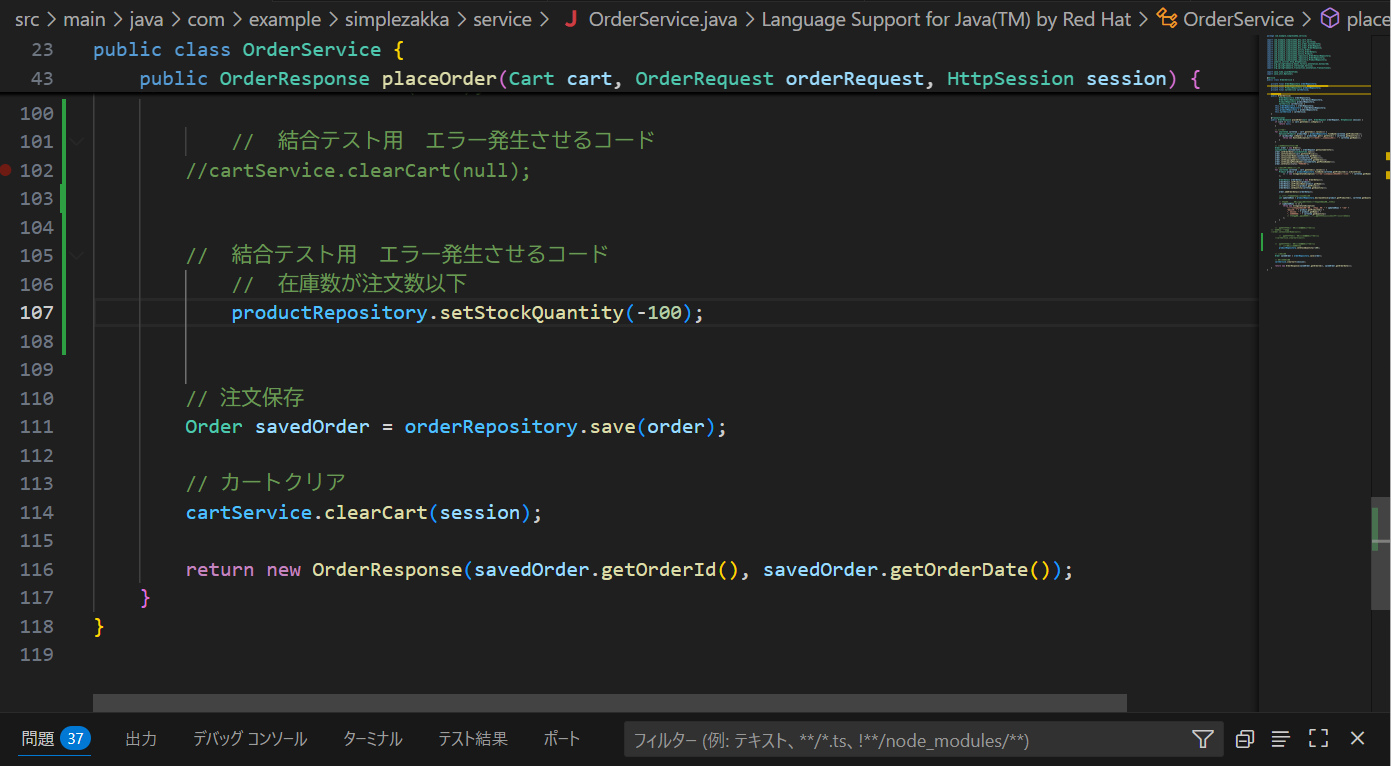 src > main > java > com > example > simplezakka > service > J OrderService.java > Language Support for Java(TM) by Red Hat > OrderService > place
23 public class OrderService {
43 public OrderResponse placeOrder(Cart cart, OrderRequest orderRequest, HttpSession session) {
100
101 //　結合テスト用　エラー発生させるコード
102 //cartService.clearCart(null);
103
104
105 //　結合テスト用　エラー発生させるコード
106 //　在庫数が注文数以下
107 productRepository.setStockQuantity(-100);
108
109
110 // 注文保存
111 Order savedOrder = orderRepository.save(order);
112
113 // カートクリア
114 cartService.clearCart(session);
115
116 return new OrderResponse(savedOrder.getOrderId(), savedOrder.getOrderDate());
117 }
118 }
119
問題 37 出力 デバッグ コンソール ターミナル テスト結果 ポート フィルター (例: テキスト、**/*.ts、!**/node_modules/**)